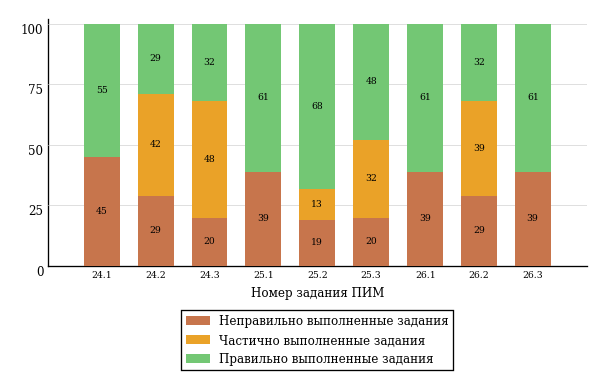 100
75
50
25
0
55 29 32 61 68 48 61 32 61
42 48 13 32 39
45 29 20 39 19 20 39 29 39
24.1 24.2 24.3 25.1 25.2 25.3 26.1 26.2 26.3
Номер задания ПИМ
Неправильно выполненные задания
Частично выполненные задания
Правильно выполненные задания